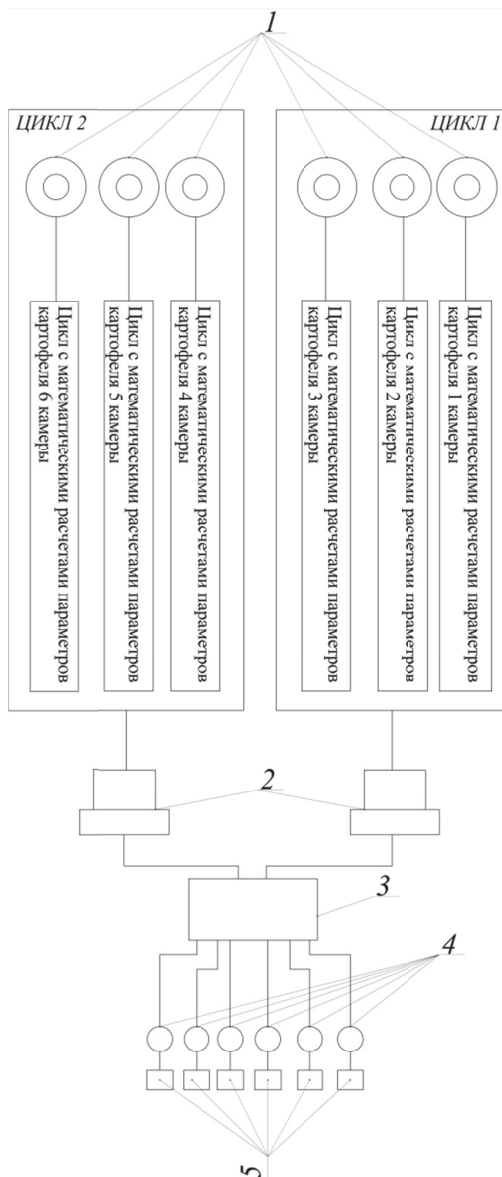 1
ЦИКЛ 2
ЦИКЛ 1
Цикл с математическими расчетами параметров
картофеля 6 камеры
Цикл с математическими расчетами параметров
картофеля 5 камеры
Цикл с математическими расчетами параметров
картофеля 4 камеры
Цикл с математическими расчетами параметров
картофеля 3 камеры
Цикл с математическими расчетами параметров
картофеля 2 камеры
Цикл с математическими расчетами параметров
картофеля 1 камеры
2
3
4
5